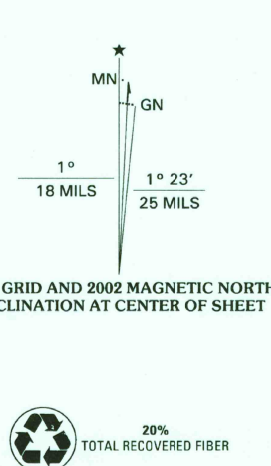 MN
GN
1°
18 MILS
1° 23'
25 MILS
GRID AND 2002 MAGNETIC NORTH
CLINATION AT CENTER OF SHEET
20%
TOTAL RECOVERED FIBER